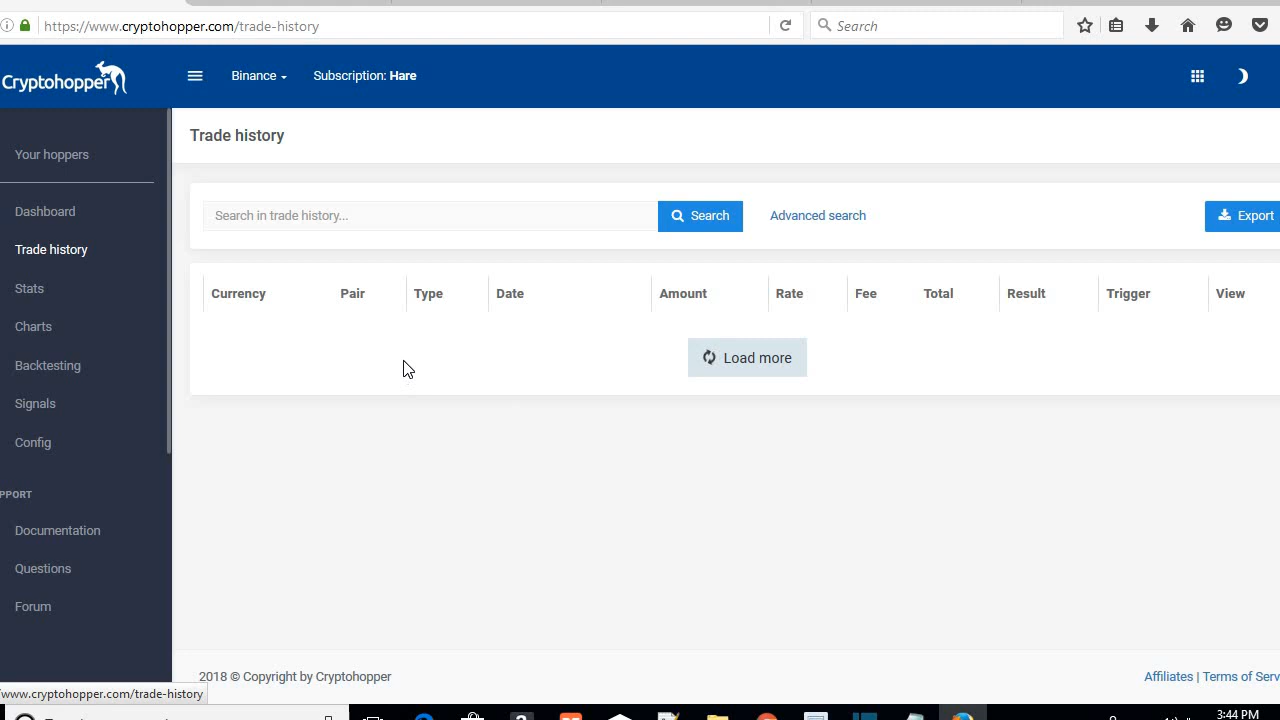 https://www.cryptohopper.com/trade-history
Search
Cryptohopper
Binance
Subscription: Hare
Trade history
Your hoppers
Dashboard
Trade history
Stats
Charts
Backtesting
Signals
Config
PPORT
Documentation
Questions
Forum
Search in trade history...
Search
Advanced search
Export
Currency Pair Type Date Amount Rate Fee Total Result Trigger View
Load more
2018 © Copyright by Cryptohopper
Affiliates | Terms of Serv
/www.cryptohopper.com/trade-history
3:44 PM